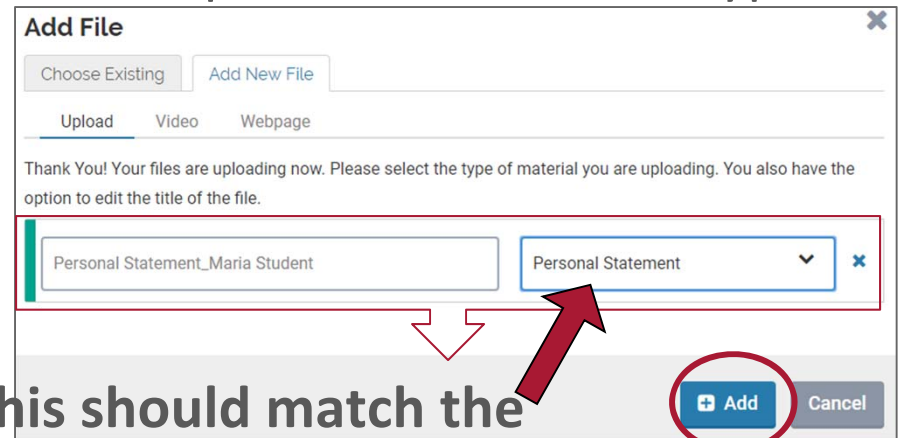 Add File
Choose Existing Add New File
Upload Video Webpage
Thank You! Your files are uploading now. Please select the type of material you are uploading. You also have the
option to edit the title of the file.
Personal Statement_Maria Student Personal Statement
should match the
Add Cancel